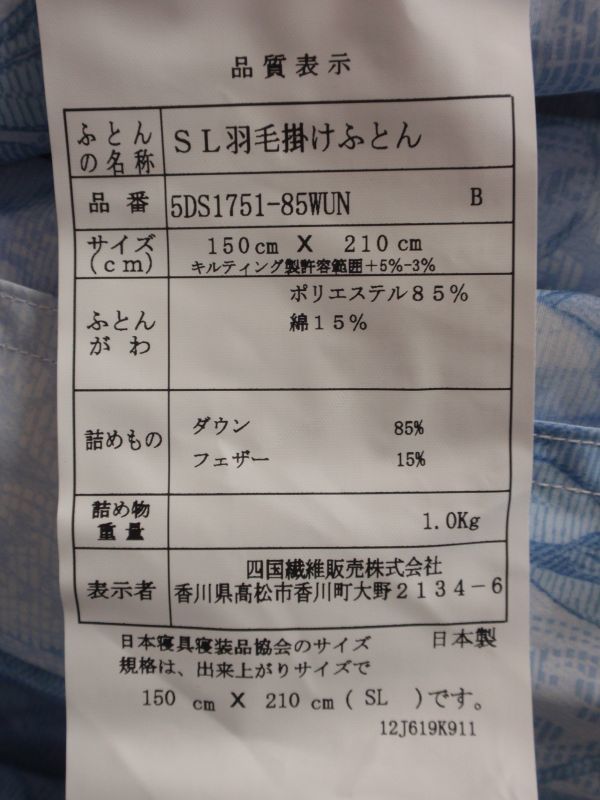 品質表示
ふとんの名称 SL羽毛掛けふとん
品番 5DS1751-85WUN B
サイズ(cm) 150cm X 210cm
キルティング製許容範囲+5%-3%
ふとんがわ ポリエステル85%
綿15%
詰めもの ダウン 85%
フェザー 15%
詰め物重量 1.0Kg
表示者 四国繊維販売株式会社
香川県高松市香川町大野2134-6
日本寝具寝装品協会のサイズ 日本製
規格は、出来上がりサイズで
150 cm X 210 cm ( SL )です。
12J619K911